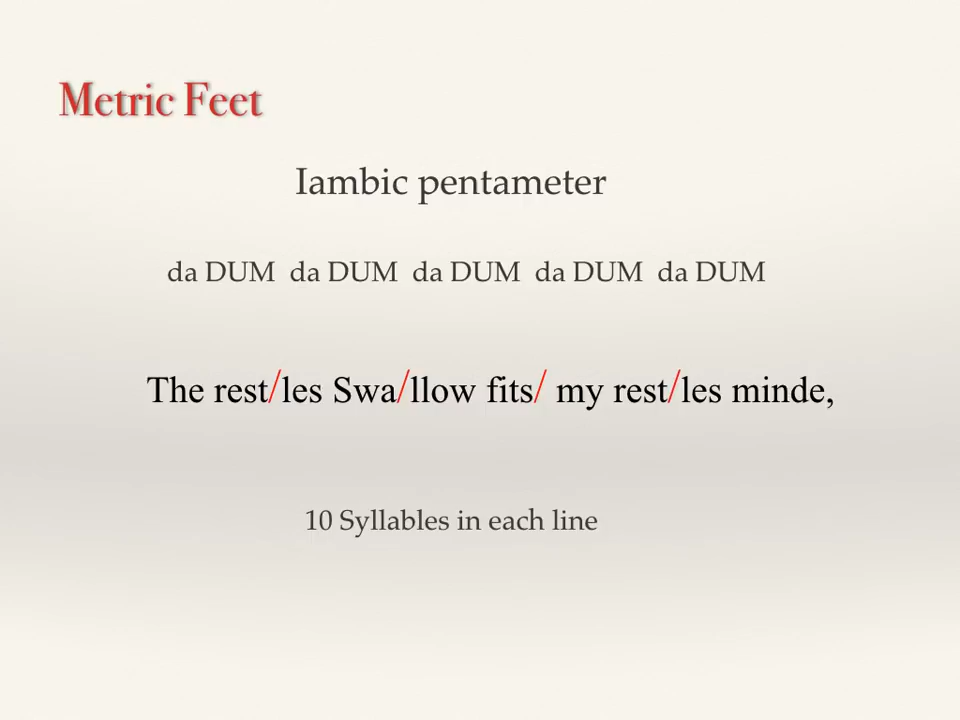 Metric Feet
Iambic pentameter
da DUM da DUM da DUM da DUM da DUM
The rest/les Swa/llow fits/ my rest/les minde,
10 Syllables in each line